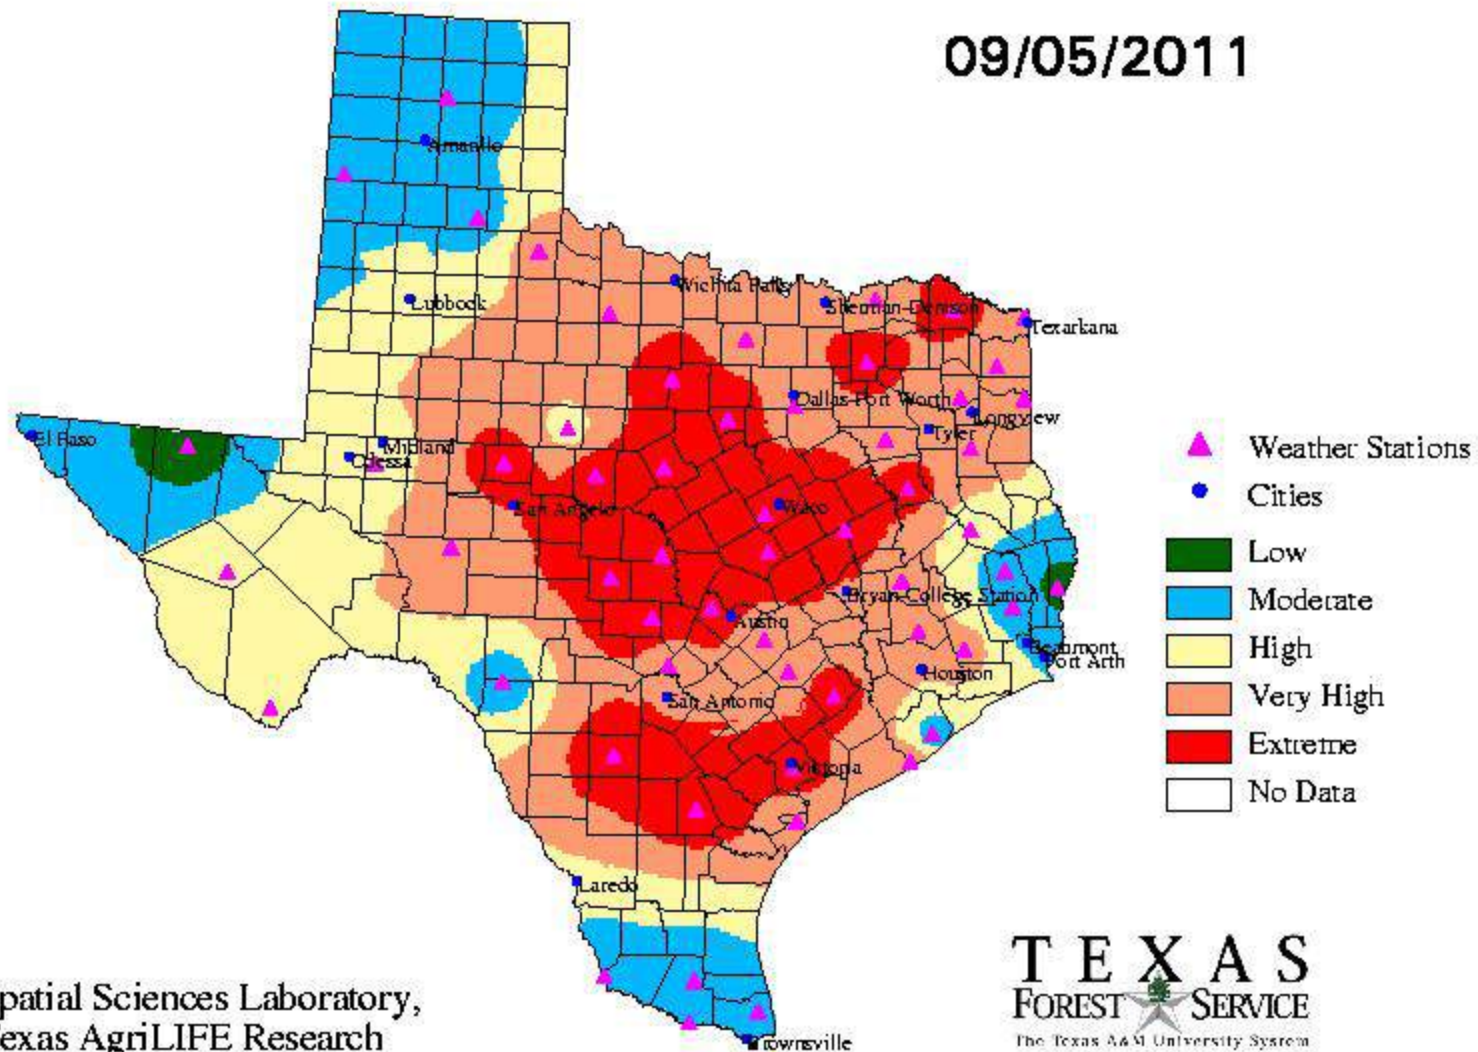 09/05/2011
Amarillo
Wichita Falls
Lubbock
Sherman-Denison
Texarkana
Dallas-Fort Worth
Longview
El Paso
Tyler
Midland
Odessa
San Angelo
Waco
Bryan-College Station
Austin
Beaumont
Port Arth
Houston
San Antonio
Victoria
Laredo
Brownsville
Weather Stations
Cities
Low
Moderate
High
Very High
Extreme
No Data
patial Sciences Laboratory,
exas AgriLIFE Research
TEXAS
FOREST SERVICE
The Texas A&M University System